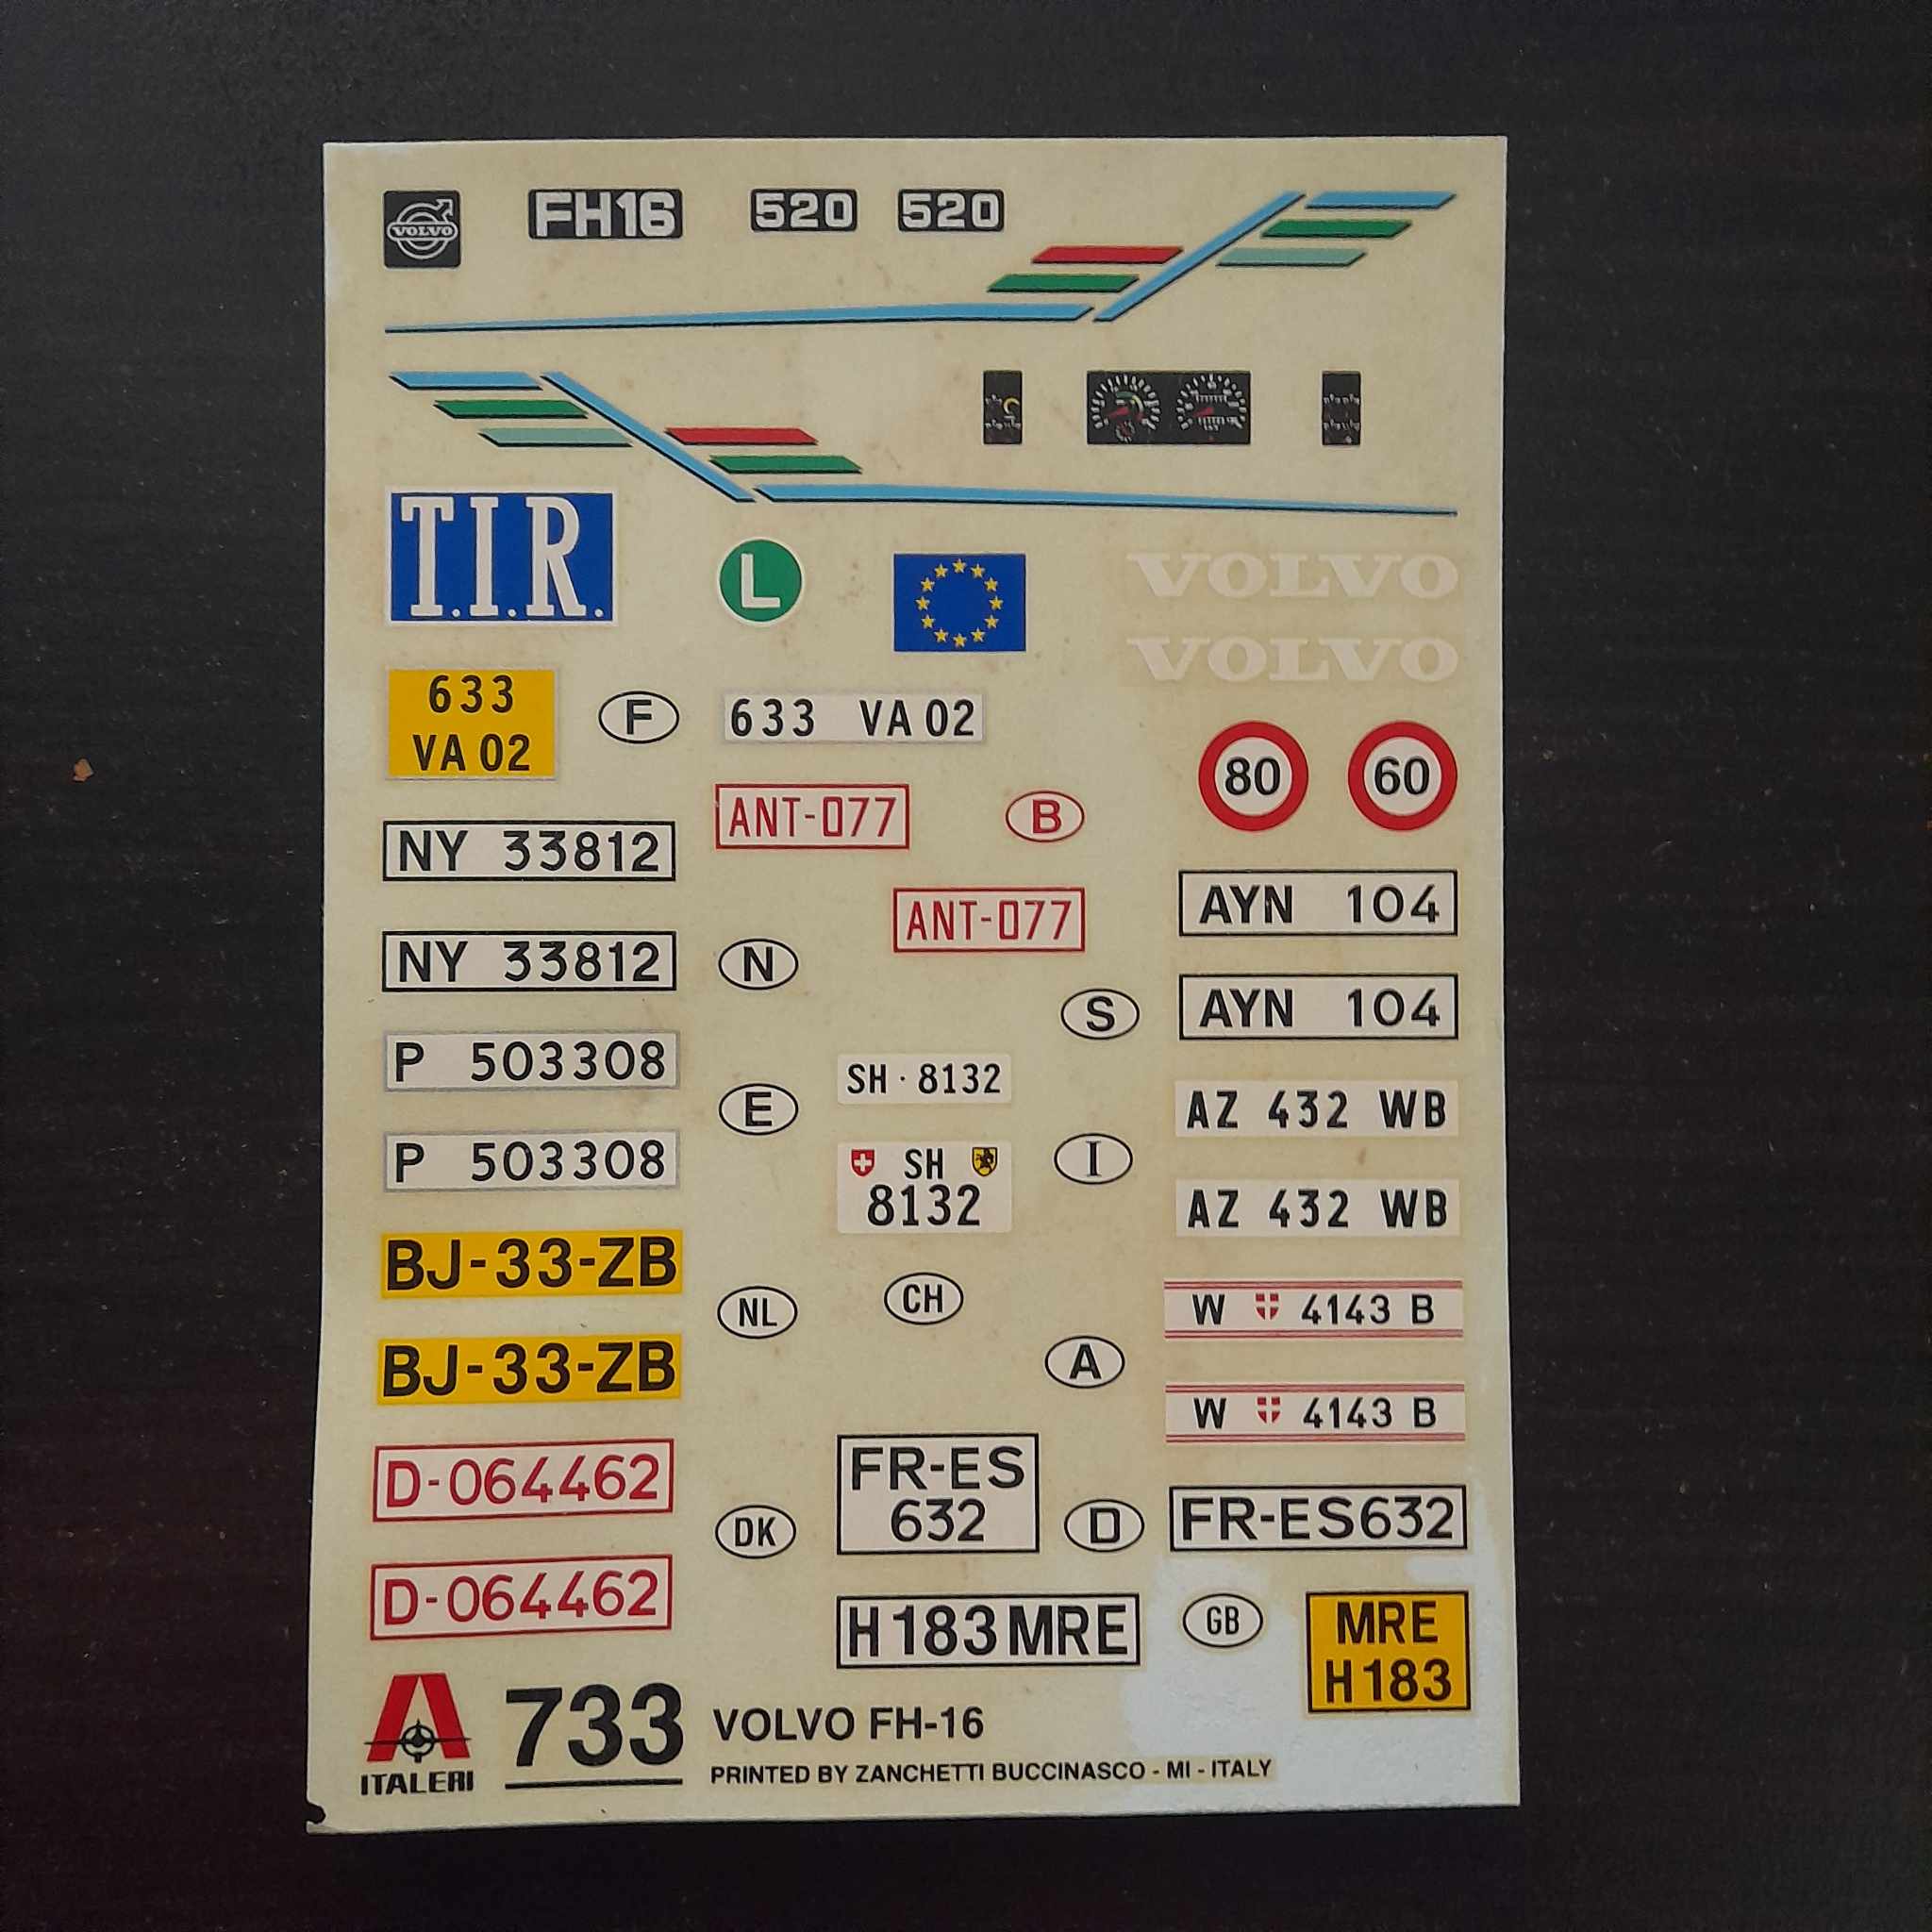 VOLVO
FH16
520
520
T.I.R.
L
VOLVO
VOLVO
633
VA 02
F
633 VA 02
80
60
ANT-077
B
NY 33812
AYN 104
ANT-077
NY 33812
N
S
AYN 104
P 503308
SH · 8132
E
AZ 432 WB
P 503308
SH
8132
I
AZ 432 WB
BJ-33-ZB
NL
CH
W 4143 B
BJ-33-ZB
A
W 4143 B
D-064462
FR-ES
632
DK
D
FR-ES632
D-064462
H183MRE
GB
MRE
H183
ITALERI
733
VOLVO FH-16
PRINTED BY ZANCHETTI BUCCINASCO - MI - ITALY